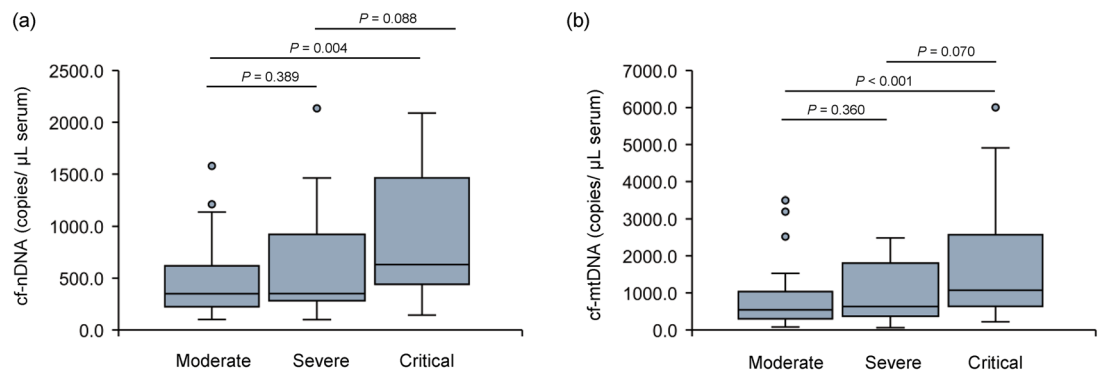 (a)
P = 0.088
P = 0.004
P = 0.389
cf-nDNA (copies/ µL serum)
2500.0
2000.0
1500.0
1000.0
500.0
0.0
Moderate Severe Critical
(b)
P = 0.070
P < 0.001
P = 0.360
cf-mtDNA (copies/ µL serum)
7000.0
6000.0
5000.0
4000.0
3000.0
2000.0
1000.0
0.0
Moderate Severe Critical